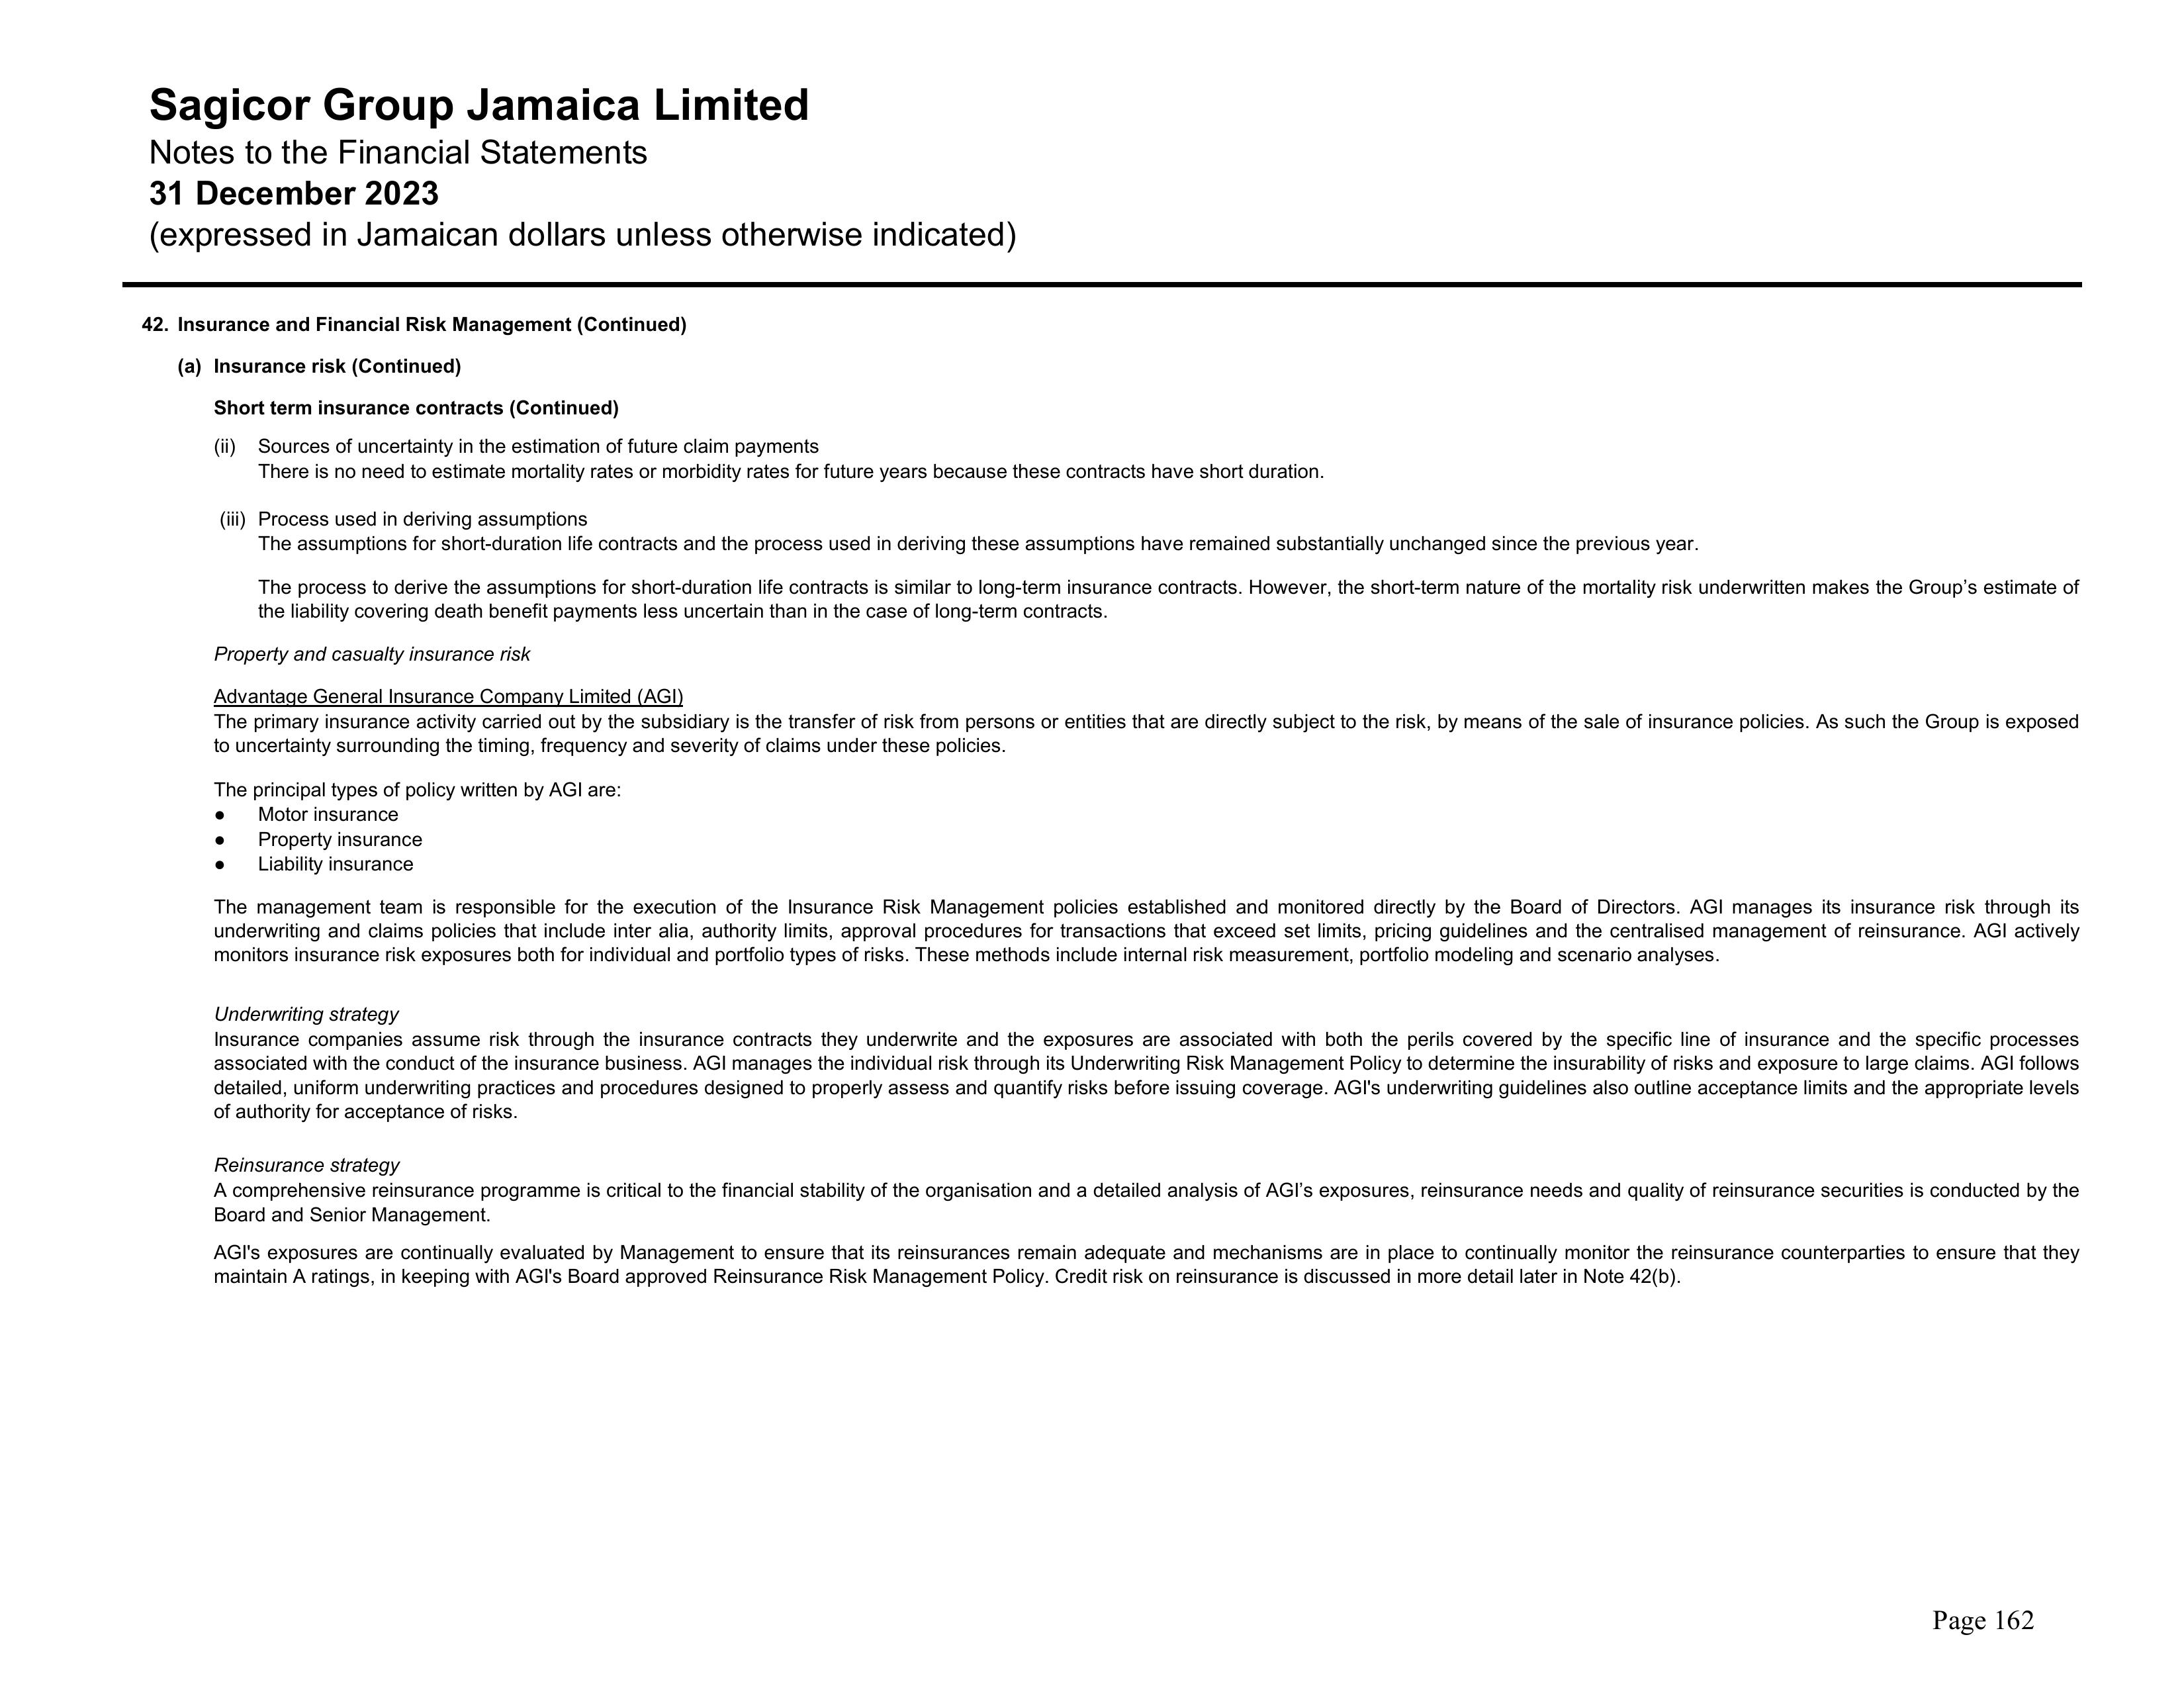 Sagicor Group Jamaica Limited
Notes to the Financial Statements
31 December 2023
(expressed in Jamaican dollars unless otherwise indicated)
42. Insurance and Financial Risk Management (Continued)
(a) Insurance risk (Continued)
Short term insurance contracts (Continued)
(ii) Sources of uncertainty in the estimation of future claim payments
There is no need to estimate mortality rates or morbidity rates for future years because these contracts have short duration.
(iii) Process used in deriving assumptions
The assumptions for short-duration life contracts and the process used in deriving these assumptions have remained substantially unchanged since the previous year.
The process to derive the assumptions for short-duration life contracts is similar to long-term insurance contracts. However, the short-term nature of the mortality risk underwritten makes the Group’s estimate of
the liability covering death benefit payments less uncertain than in the case of long-term contracts.
Property and casualty insurance risk
Advantage General Insurance Company Limited (AGI)
The primary insurance activity carried out by the subsidiary is the transfer of risk from persons or entities that are directly subject to the risk, by means of the sale of insurance policies. As such the Group is exposed
to uncertainty surrounding the timing, frequency and severity of claims under these policies.
The principal types of policy written by AGI are:
● Motor insurance
● Property insurance
● Liability insurance
The management team is responsible for the execution of the Insurance Risk Management policies established and monitored directly by the Board of Directors. AGI manages its insurance risk through its
underwriting and claims policies that include inter alia, authority limits, approval procedures for transactions that exceed set limits, pricing guidelines and the centralised management of reinsurance. AGI actively
monitors insurance risk exposures both for individual and portfolio types of risks. These methods include internal risk measurement, portfolio modeling and scenario analyses.
Underwriting strategy
Insurance companies assume risk through the insurance contracts they underwrite and the exposures are associated with both the perils covered by the specific line of insurance and the specific processes
associated with the conduct of the insurance business. AGI manages the individual risk through its Underwriting Risk Management Policy to determine the insurability of risks and exposure to large claims. AGI follows
detailed, uniform underwriting practices and procedures designed to properly assess and quantify risks before issuing coverage. AGI's underwriting guidelines also outline acceptance limits and the appropriate levels
of authority for acceptance of risks.
Reinsurance strategy
A comprehensive reinsurance programme is critical to the financial stability of the organisation and a detailed analysis of AGI’s exposures, reinsurance needs and quality of reinsurance securities is conducted by the
Board and Senior Management.
AGI's exposures are continually evaluated by Management to ensure that its reinsurances remain adequate and mechanisms are in place to continually monitor the reinsurance counterparties to ensure that they
maintain A ratings, in keeping with AGI's Board approved Reinsurance Risk Management Policy. Credit risk on reinsurance is discussed in more detail later in Note 42(b).
Page 162